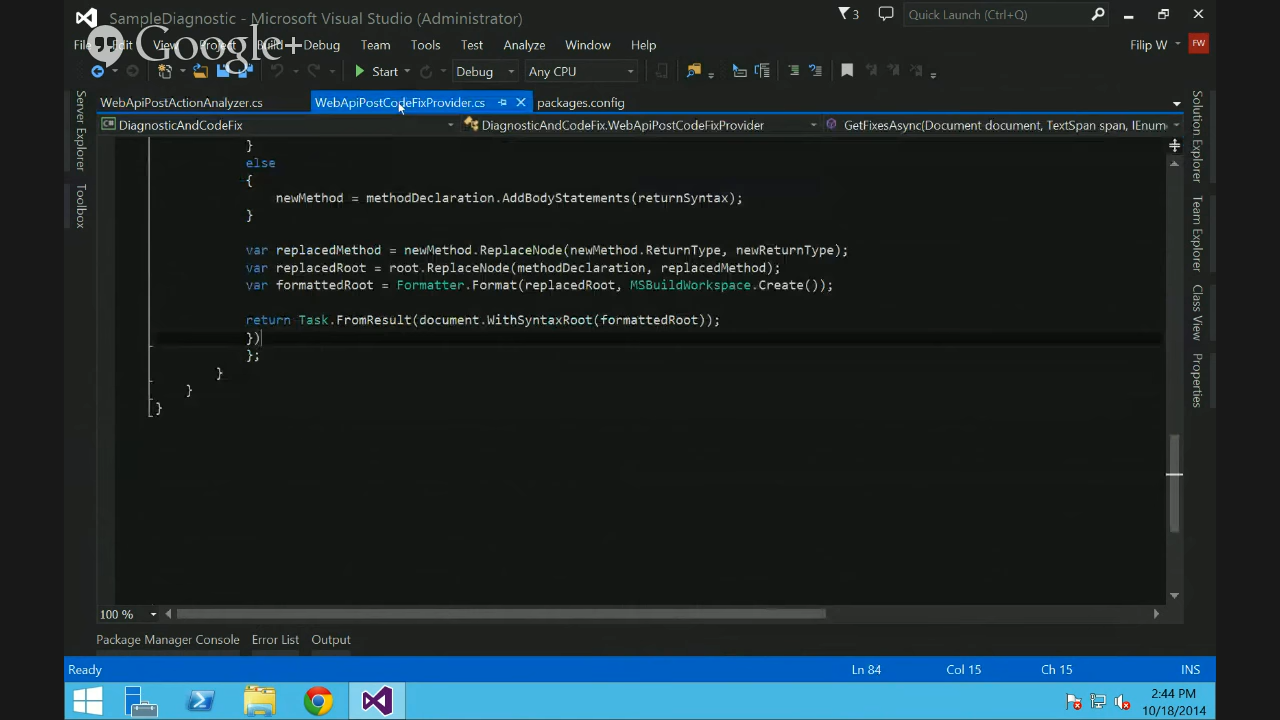 SampleDiagnostic - Microsoft Visual Studio (Administrator)
3
Quick Launch (Ctrl+Q)
Google+
File Edit View Project Build Debug Team Tools Test Analyze Window Help
Filip W
FW
Start Debug Any CPU
WebApiPostActionAnalyzer.cs WebApiPostCodeFixProvider.cs packages.config
DiagnosticAndCodeFix DiagnosticAndCodeFix.WebApiPostCodeFixProvider GetFixesAsync(Document document, TextSpan span, IEnum
Server Explorer
Toolbox
}
else
{
newMethod = methodDeclaration.AddBodyStatements(returnSyntax);
}
var replacedMethod = newMethod.ReplaceNode(newMethod.ReturnType, newReturnType);
var replacedRoot = root.ReplaceNode(methodDeclaration, replacedMethod);
var formattedRoot = Formatter.Format(replacedRoot, MSBuildWorkspace.Create());
return Task.FromResult(document.WithSyntaxRoot(formattedRoot));
})
};
}
}
}
Solution Explorer
Team Explorer
Class View
Properties
100 %
Package Manager Console Error List Output
Ready Ln 84 Col 15 Ch 15 INS
2:44 PM
10/18/2014